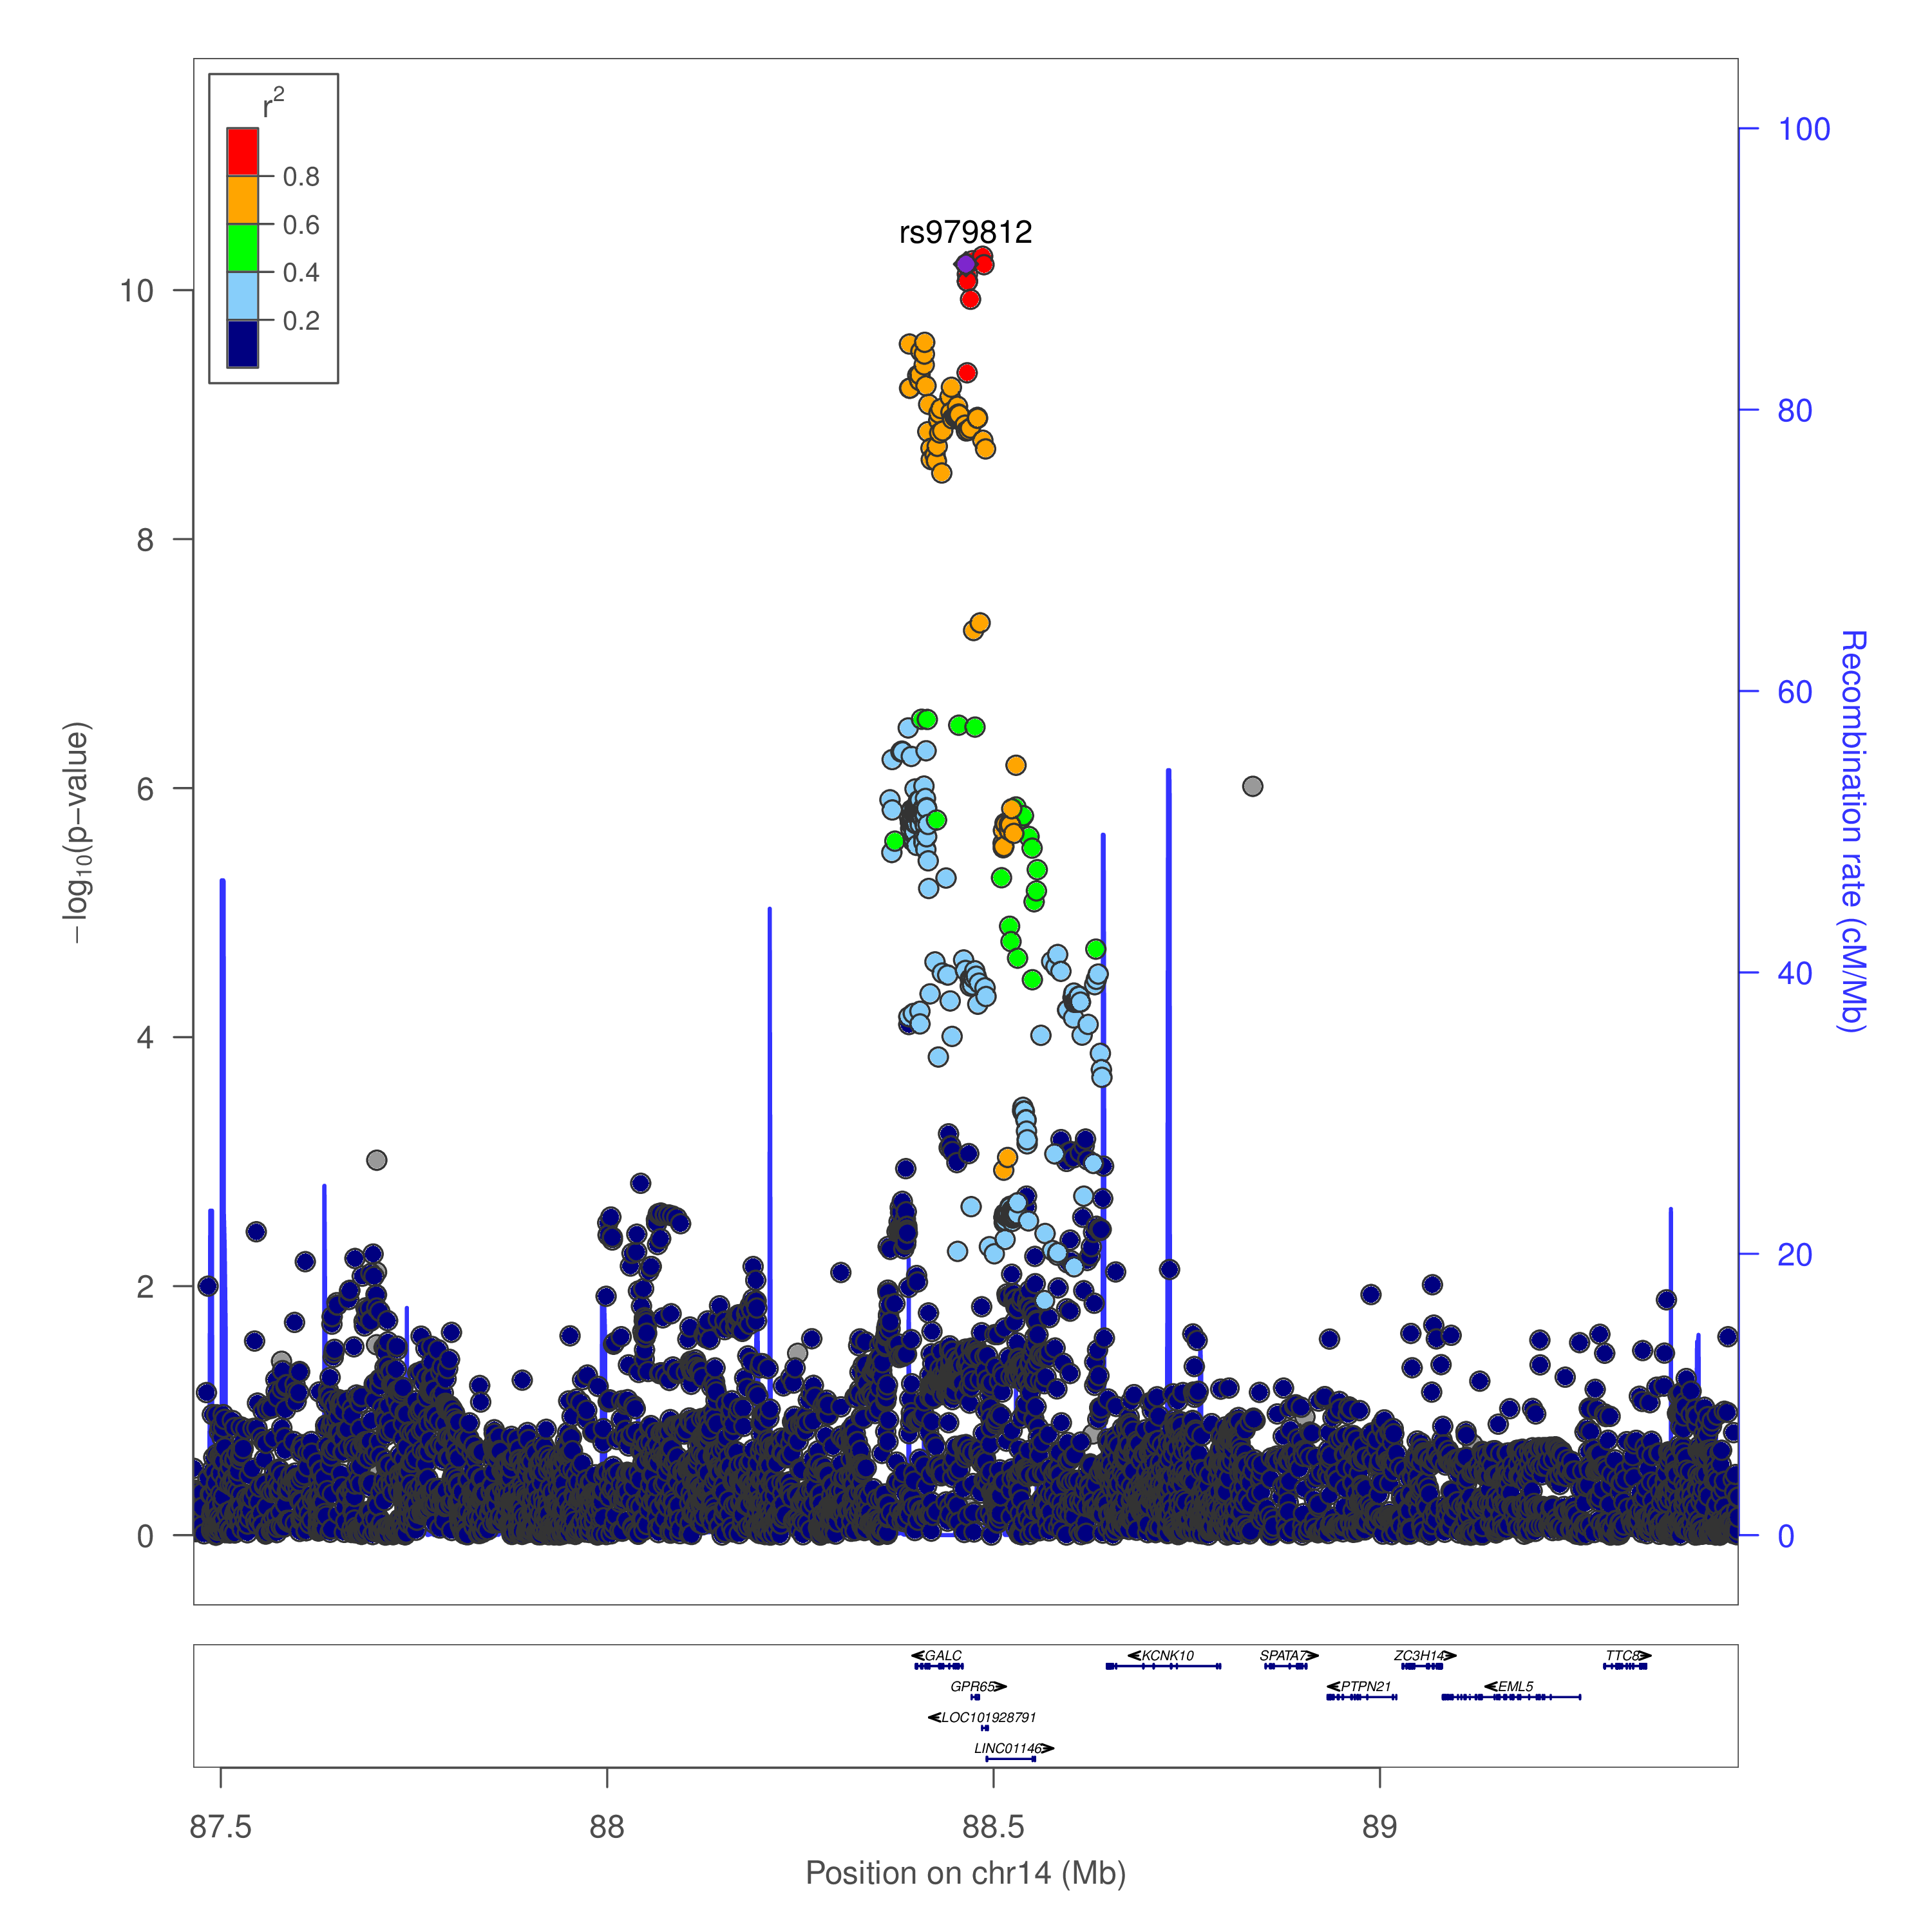 r2
0.8
0.6
0.4
0.2
rs979812
10
8
6
4
2
0
−log10(p−value)
100
80
60
40
20
0
Recombination rate (cM/Mb)
GALC
KCNK10
SPATA7
ZC3H14
TTC8
GPR65
PTPN21
EML5
LOC101928791
LINC01146
87.5
88
88.5
89
Position on chr14 (Mb)